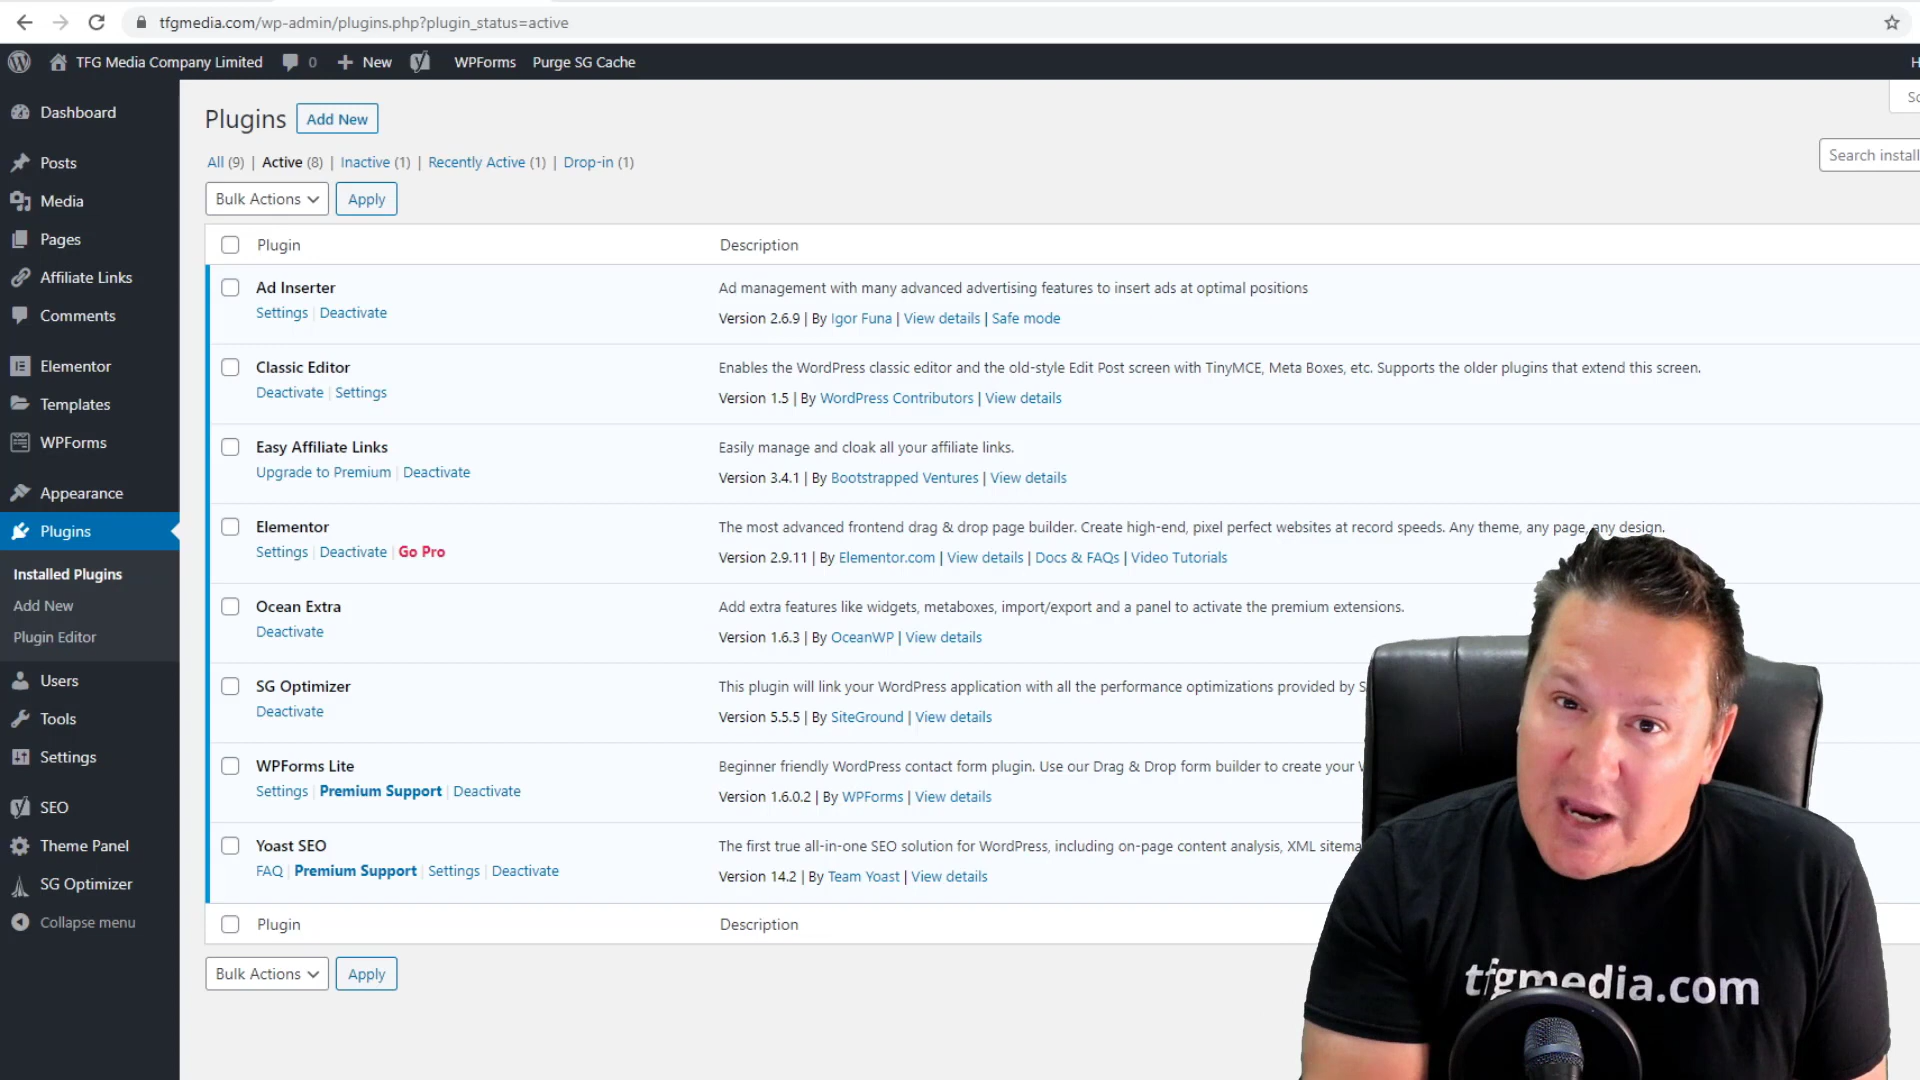 tfgmedia.com/wp-admin/plugins.php?plugin_status=active
TFG Media Company Limited 0 New WPForms Purge SG Cache
Dashboard
Posts
Media
Pages
Affiliate Links
Comments
Elementor
Templates
WPForms
Appearance
Plugins
Installed Plugins
Add New
Plugin Editor
Users
Tools
Settings
SEO
Theme Panel
SG Optimizer
Collapse menu
Plugins Add New
All (9) | Active (8) | Inactive (1) | Recently Active (1) | Drop-in (1)
Search install
Bulk Actions Apply
Plugin Description
Ad Inserter
Settings | Deactivate
Ad management with many advanced advertising features to insert ads at optimal positions
Version 2.6.9 | By Igor Funa | View details | Safe mode
Classic Editor
Deactivate | Settings
Enables the WordPress classic editor and the old-style Edit Post screen with TinyMCE, Meta Boxes, etc. Supports the older plugins that extend this screen.
Version 1.5 | By WordPress Contributors | View details
Easy Affiliate Links
Upgrade to Premium | Deactivate
Easily manage and cloak all your affiliate links.
Version 3.4.1 | By Bootstrapped Ventures | View details
Elementor
Settings | Deactivate | Go Pro
The most advanced frontend drag & drop page builder. Create high-end, pixel perfect websites at record speeds. Any theme, any page, any design.
Version 2.9.11 | By Elementor.com | View details | Docs & FAQs | Video Tutorials
Ocean Extra
Deactivate
Add extra features like widgets, metaboxes, import/export and a panel to activate the premium extensions.
Version 1.6.3 | By OceanWP | View details
SG Optimizer
Deactivate
This plugin will link your WordPress application with all the performance optimizations provided by S
Version 5.5.5 | By SiteGround | View details
WPForms Lite
Settings | Premium Support | Deactivate
Beginner friendly WordPress contact form plugin. Use our Drag & Drop form builder to create your
Version 1.6.0.2 | By WPForms | View details
Yoast SEO
FAQ | Premium Support | Settings | Deactivate
The first true all-in-one SEO solution for WordPress, including on-page content analysis, XML sitema
Version 14.2 | By Team Yoast | View details
Plugin Description
Bulk Actions Apply
tfgmedia.com